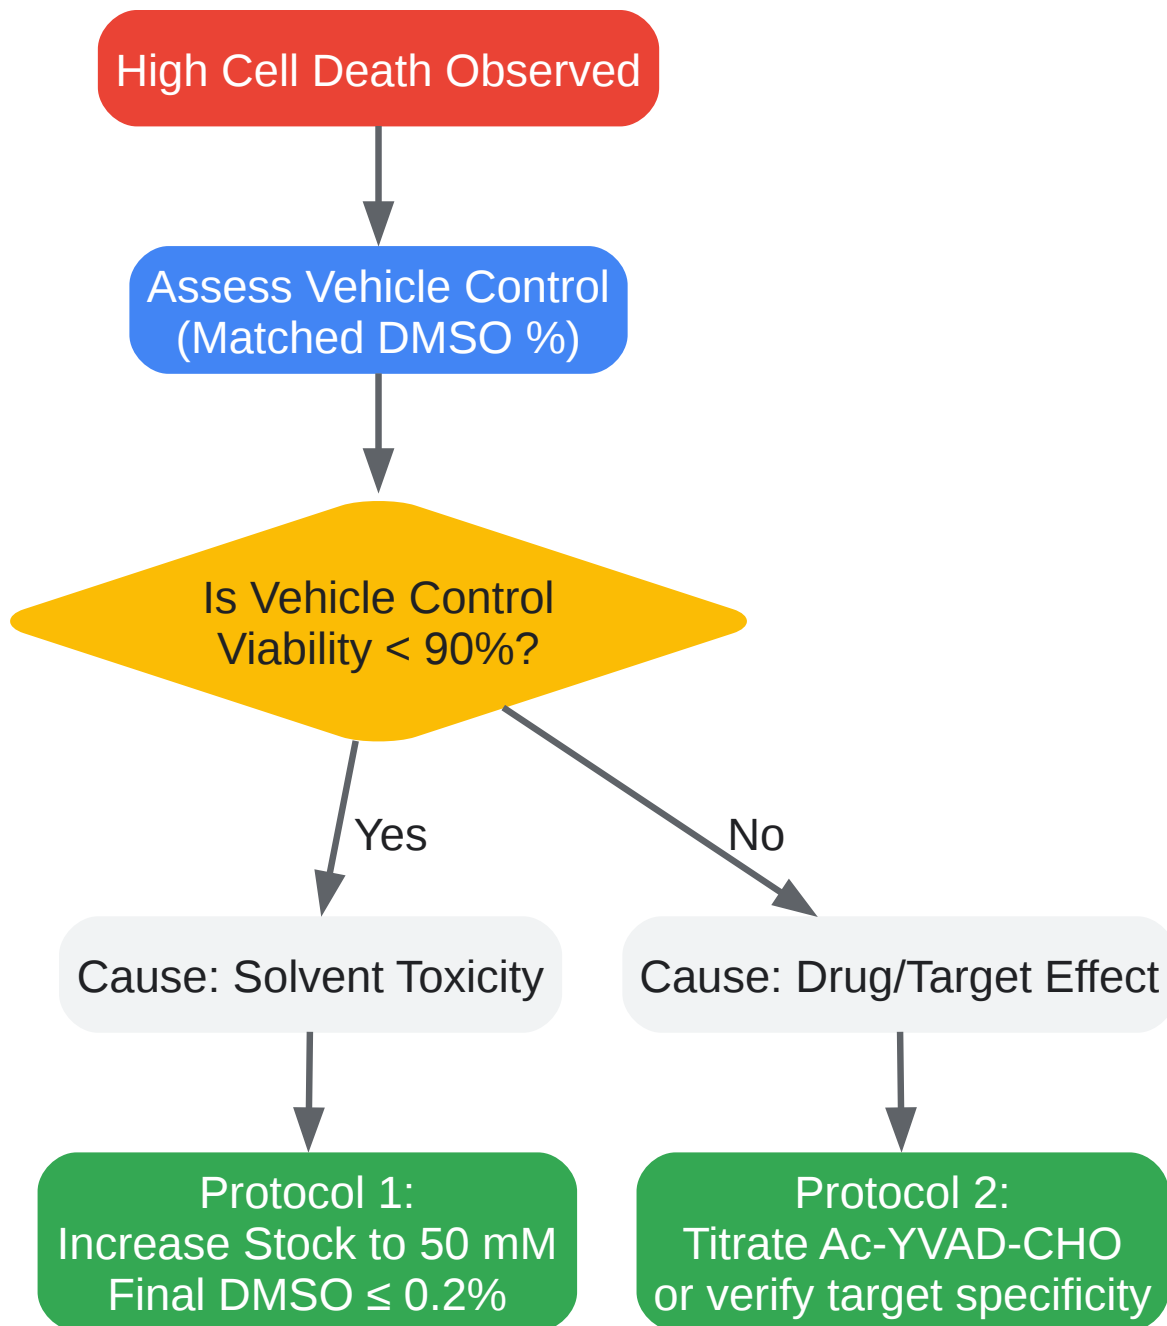 High Cell Death Observed
Assess Vehicle Control
(Matched DMSO %)
Is Vehicle Control
Viability < 90%?
Yes
No
Cause: Solvent Toxicity
Cause: Drug/Target Effect
Protocol 1:
Increase Stock to 50 mM
Final DMSO ≤ 0.2%
Protocol 2:
Titrate Ac-YVAD-CHO
or verify target specificity